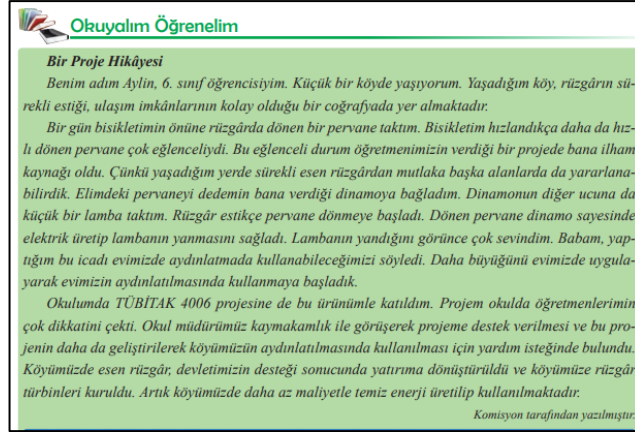 Okuyalım Öğrenelim
Bir Proje Hikâyesi
Benim adım Aylin, 6. sınıf öğrencisiyim. Küçük bir köyde yaşıyorum. Yaşadığım köy, rüzgârın sü-
rekli estiği, ulaşım imkânlarının kolay olduğu bir coğrafyada yer almaktadır.
Bir gün bisikletimin önüne rüzgârda dönen bir pervane taktım. Bisikletim hızlandıkça daha da hız-
lı dönen pervane çok eğlenceliydi. Bu eğlenceli durum öğretmenimizin verdiği bir projede bana ilham
kaynağı oldu. Çünkü yaşadığım yerde sürekli esen rüzgârdan mutlaka başka alanlarda da yararlana-
bilirdik. Elimdeki pervaneyi dedemin bana verdiği dinamoya bağladım. Dinamonun diğer ucuna da
küçük bir lamba taktım. Rüzgâr estikçe pervane dönmeye başladı. Dönen pervane dinamo sayesinde
elektrik üretip lambanın yanmasını sağladı. Lambanın yandığını görünce çok sevindim. Babam, yap-
tığım bu icadı evimizde aydınlatmada kullanabileceğimizi söyledi. Daha büyüğünü evimizde uygula-
yarak evimizin aydınlatılmasında kullanmaya başladık.
Okulumda TÜBİTAK 4006 projesine de bu ürünümle katıldım. Projem okulda öğretmenlerimin
çok dikkatini çekti. Okul müdürümüz kaymakamlık ile görüşerek projeme destek verilmesi ve bu pro-
jenin daha da geliştirilerek köyümüzün aydınlatılmasında kullanılması için yardım isteğinde bulundu.
Köyümüzde esen rüzgâr, devletimizin desteği sonucunda yatırıma dönüştürüldü ve köyümüze rüzgâr
türbinleri kuruldu. Artık köyümüzde daha az maliyetle temiz enerji üretilip kullanılmaktadır.
Komisyon tarafından yazılmıştır.